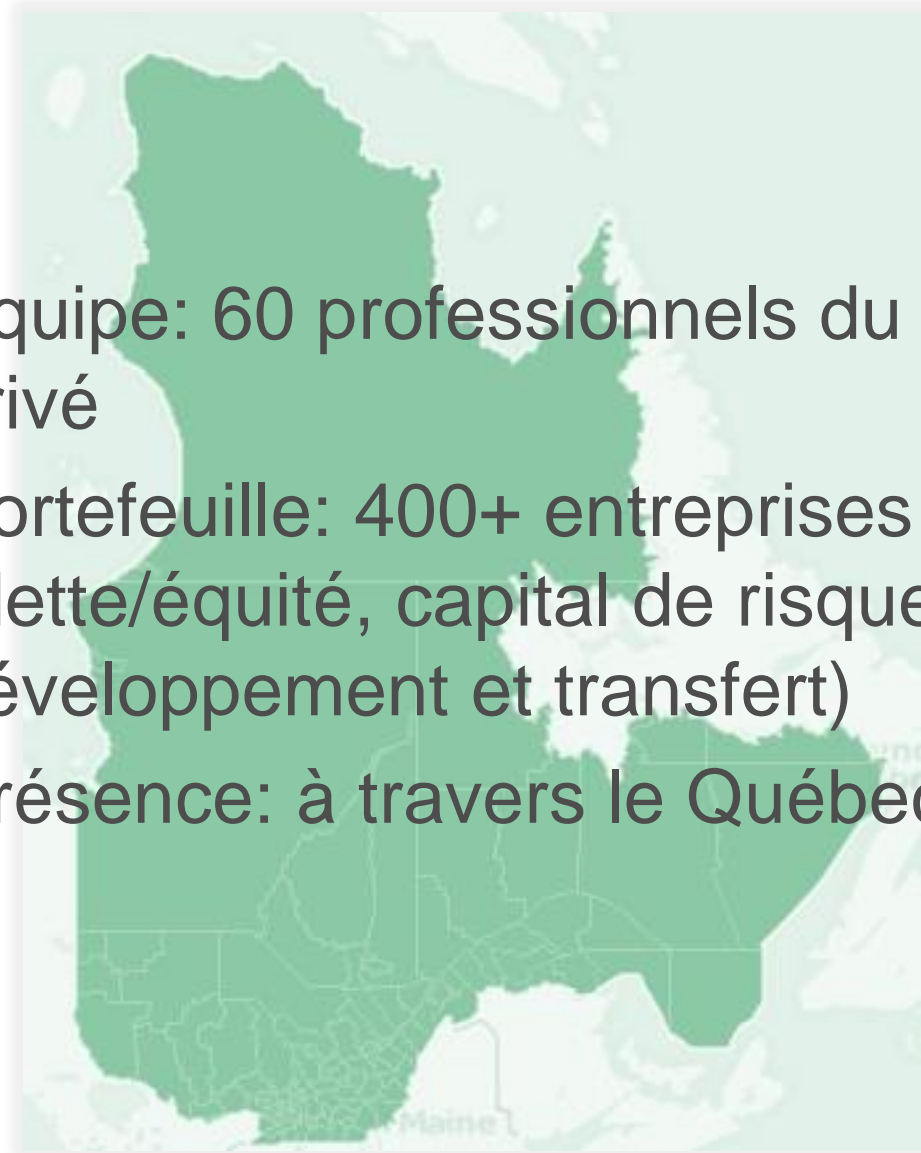 quipe: 60 professionnels du
rivé
ortefeuille: 400+ entreprises
lette/équité, capital de risque
éveloppement et transfert)
résence: à travers le Québec
Maine